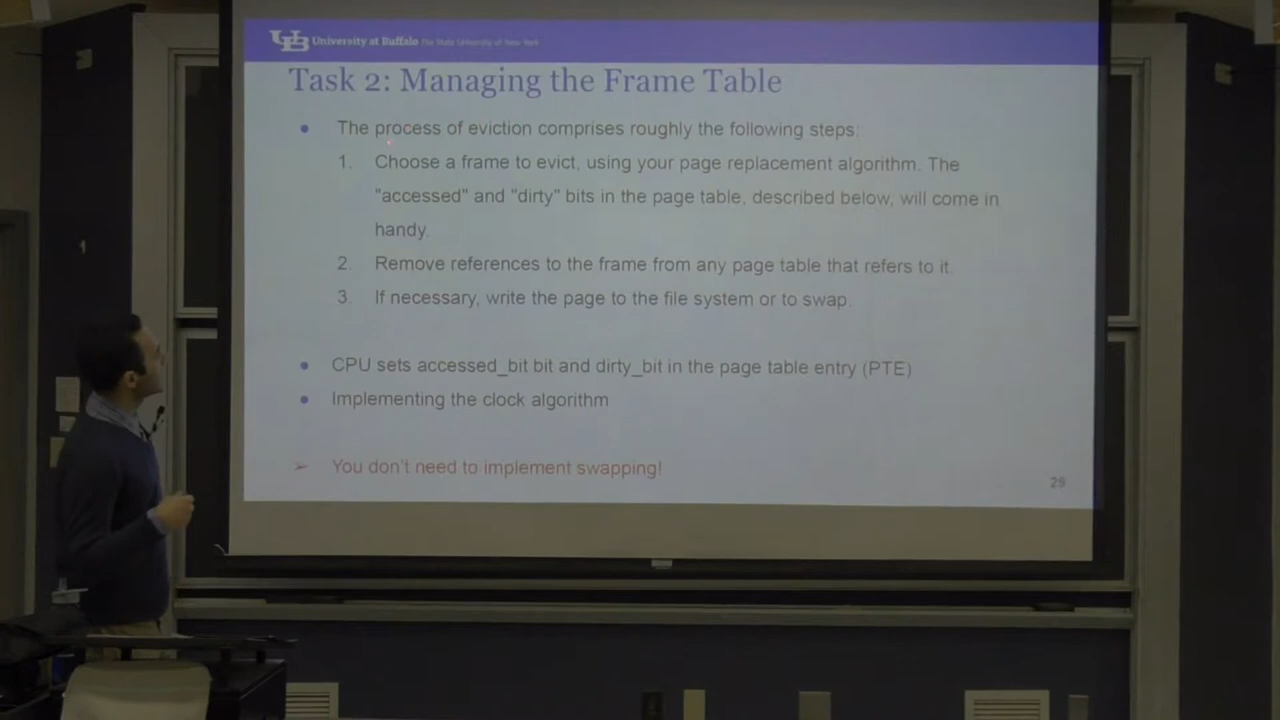 University at Buffalo The State University of New York
Task 2: Managing the Frame Table
• The process of eviction comprises roughly the following steps:
1. Choose a frame to evict, using your page replacement algorithm. The
"accessed" and "dirty" bits in the page table, described below, will come in
handy.
2. Remove references to the frame from any page table that refers to it
3. If necessary, write the page to the file system or to swap.
• CPU sets accessed_bit bit and dirty_bit in the page table entry (PTE)
• Implementing the clock algorithm
➢ You don't need to implement swapping!
29